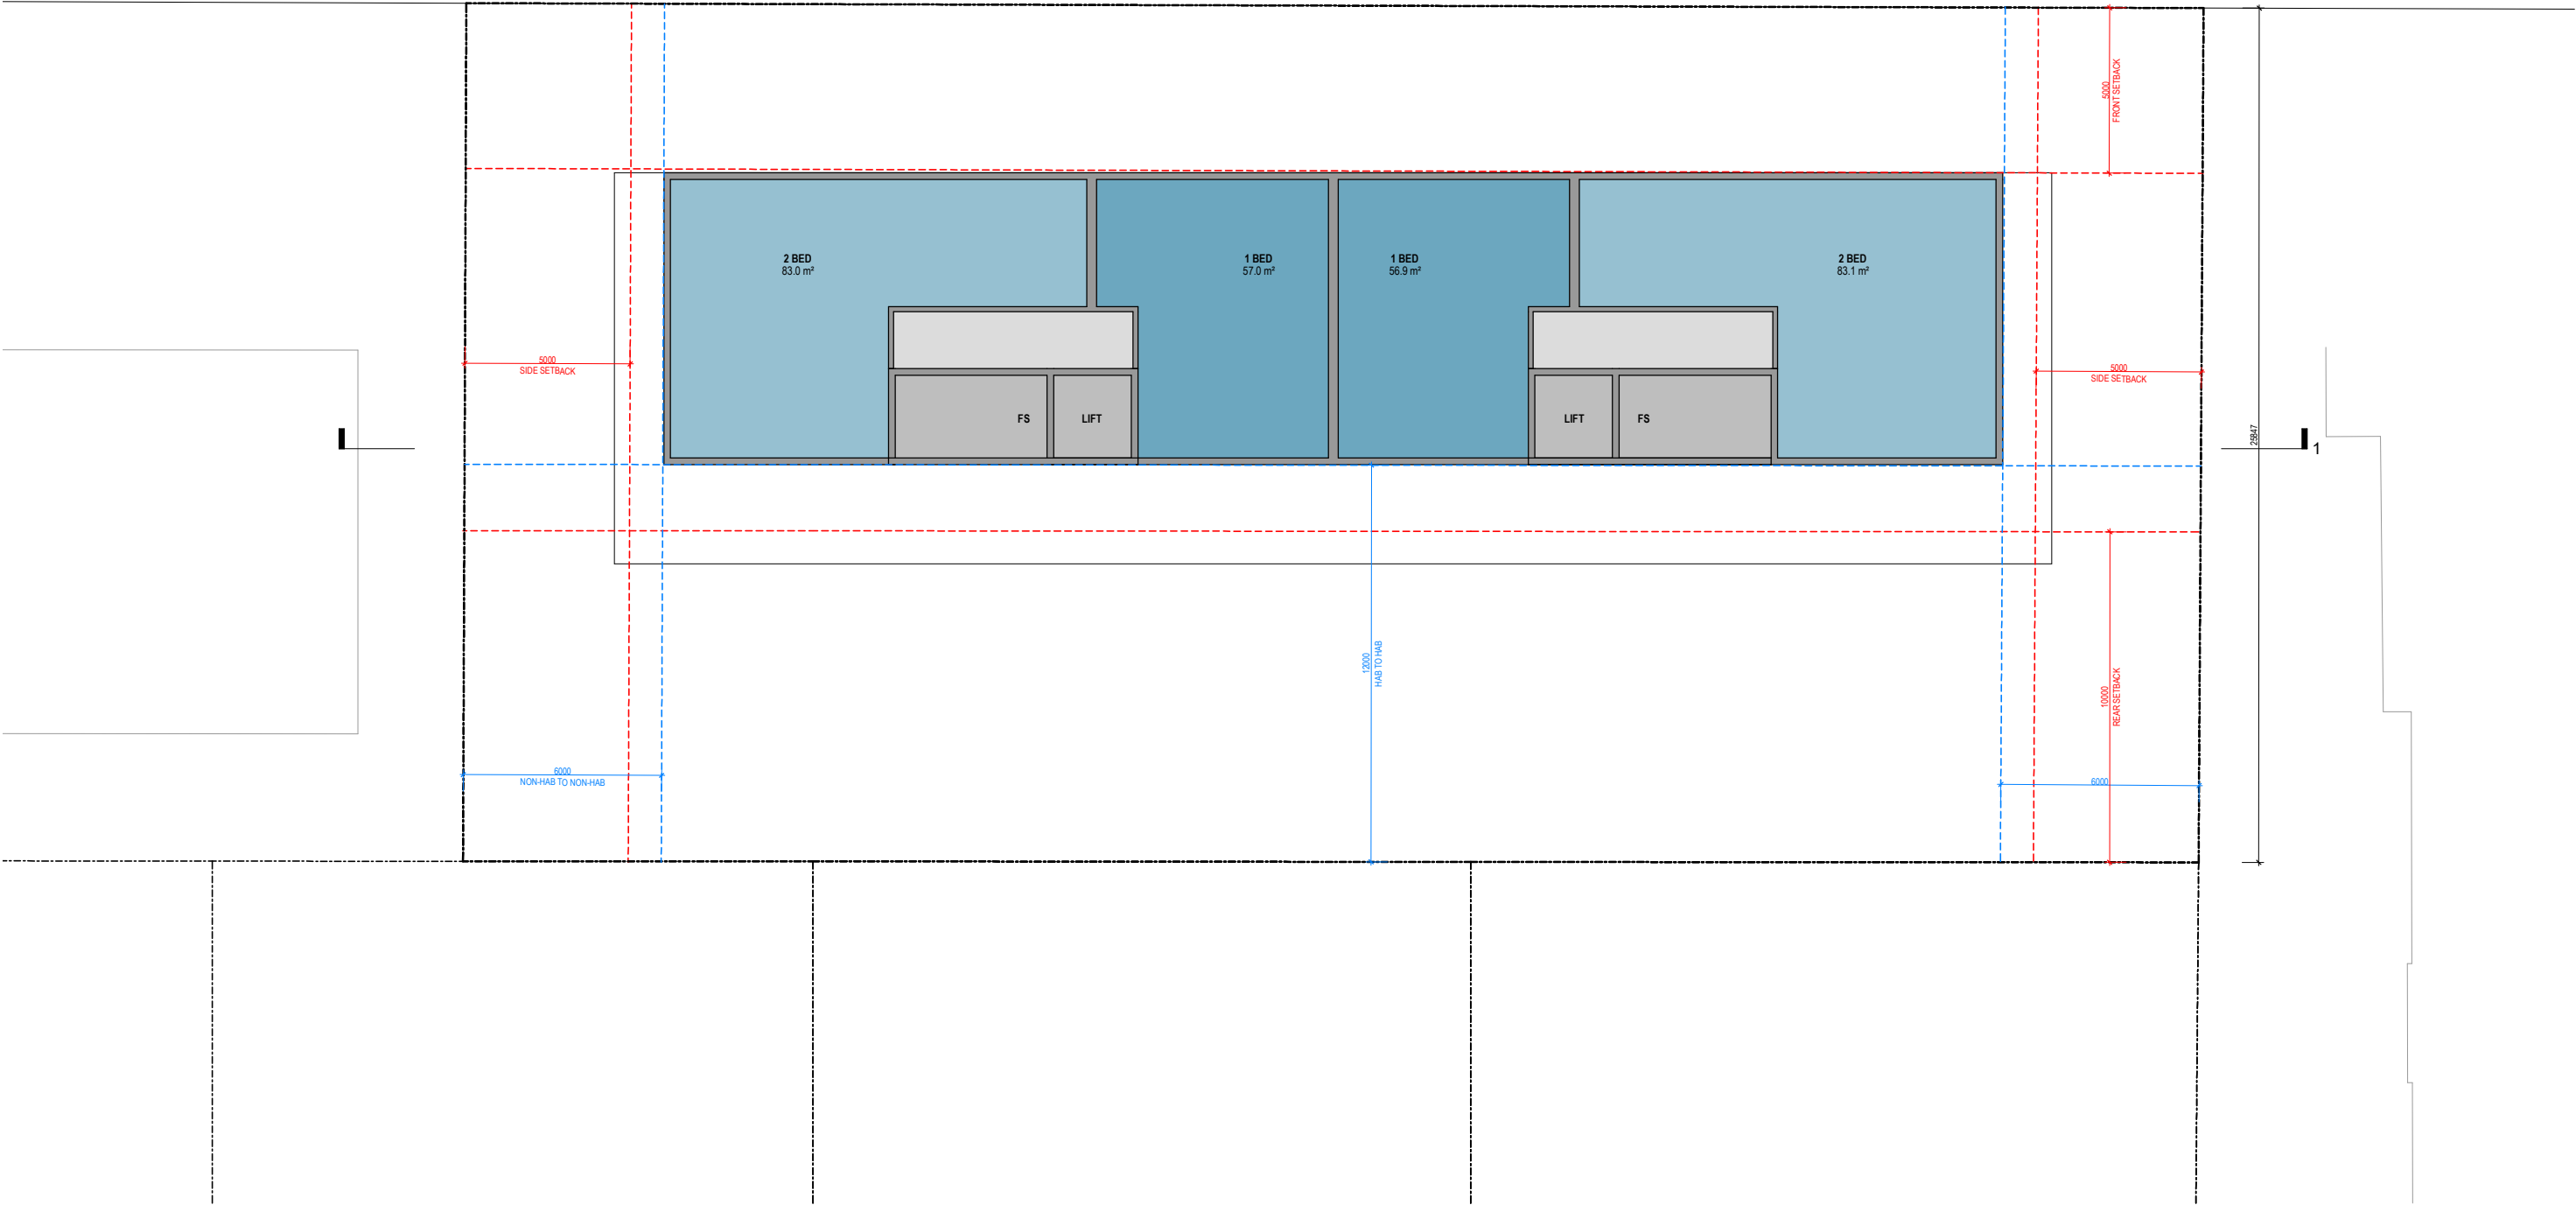 5000
FRONT SETBACK
2 BED
83.0 m²
1 BED
57.0 m²
1 BED
56.9 m²
2 BED
83.1 m²
5000
SIDE SETBACK
5000
SIDE SETBACK
FS
LIFT
LIFT
FS
25847
1
12000
HAB TO HAB
10000
REAR SETBACK
6000
NON-HAB TO NON-HAB
6000